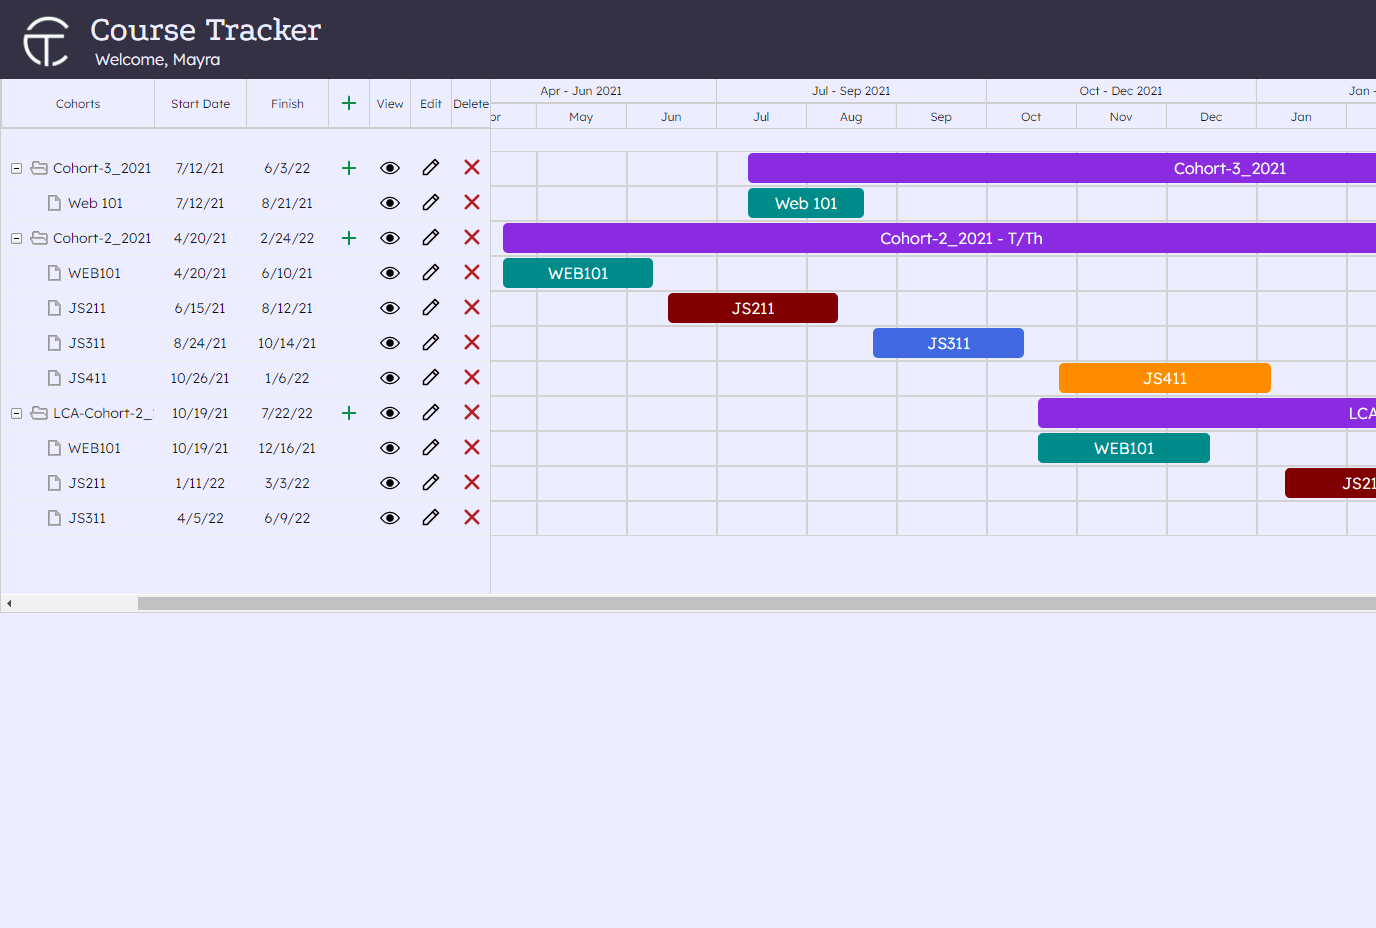 Course Tracker
Welcome, Mayra
Cohorts Start Date Finish View Edit Delete
Apr - Jun 2021 Jul - Sep 2021 Oct - Dec 2021 Jan -
or May Jun Jul Aug Sep Oct Nov Dec Jan
Cohort-3_2021 7/12/21 6/3/22 Cohort-3_2021
Web 101 7/12/21 8/21/21 Web 101
Cohort-2_2021 4/20/21 2/24/22 Cohort-2_2021 - T/Th
WEB101 4/20/21 6/10/21 WEB101
JS211 6/15/21 8/12/21 JS211
JS311 8/24/21 10/14/21 JS311
JS411 10/26/21 1/6/22 JS411
LCA-Cohort-2_ 10/19/21 7/22/22 LCA
WEB101 10/19/21 12/16/21 WEB101
JS211 1/11/22 3/3/22 JS21
JS311 4/5/22 6/9/22